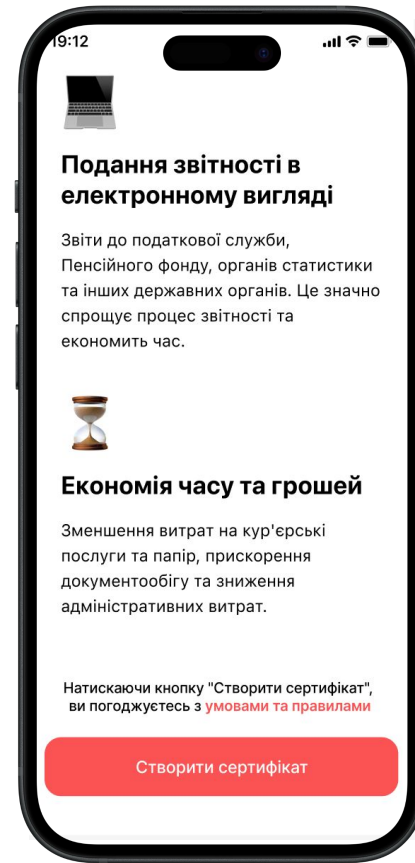 19:12
Подання звітності в
електронному вигляді
Звіти до податкової служби,
Пенсійного фонду, органів статистики
та інших державних органів. Це значно
спрощує процес звітності та
економить час.
Економія часу та грошей
Зменшення витрат на кур'єрські
послуги та папір, прискорення
документообігу та зниження
адміністративних витрат.
Натискаючи кнопку "Створити сертифікат",
ви погоджуєтесь з умовами та правилами
Створити сертифікат